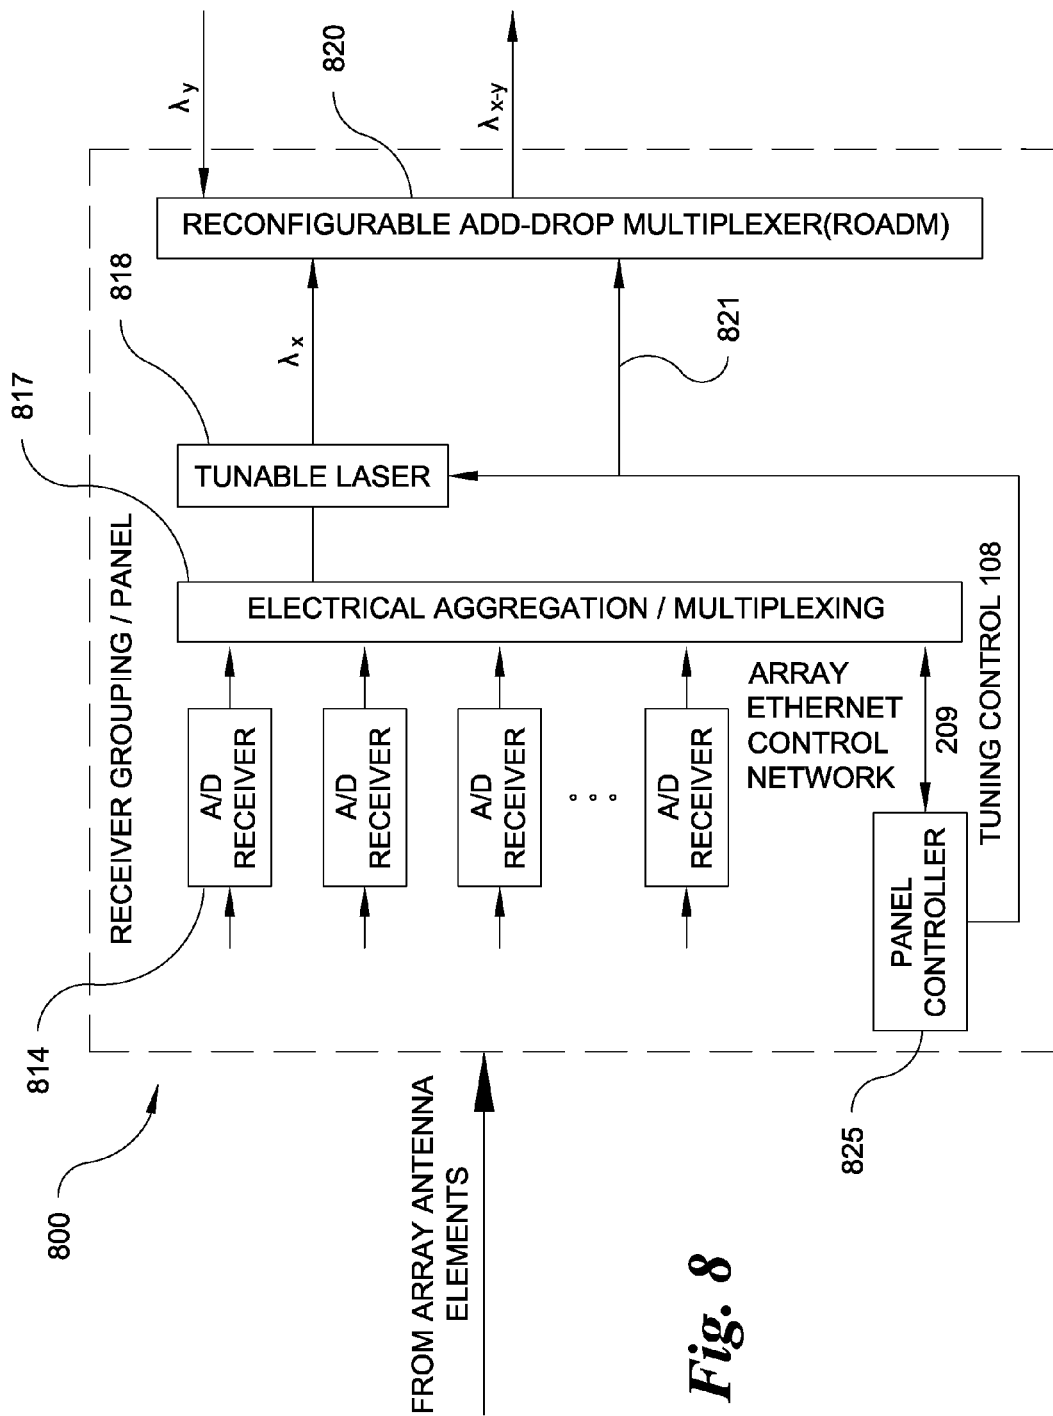 800
RECEIVER GROUPING / PANEL
814
817
818
820
FROM ARRAY ANTENNA
ELEMENTS
A/D
RECEIVER
A/D
RECEIVER
A/D
RECEIVER
A/D
RECEIVER
ELECTRICAL AGGREGATION / MULTIPLEXING
TUNABLE LASER
λx
RECONFIGURABLE ADD-DROP MULTIPLEXER(ROADM)
λy
λx-y
821
ARRAY
ETHERNET
CONTROL
NETWORK
209
PANEL
CONTROLLER
825
TUNING CONTROL 108
Fig. 8